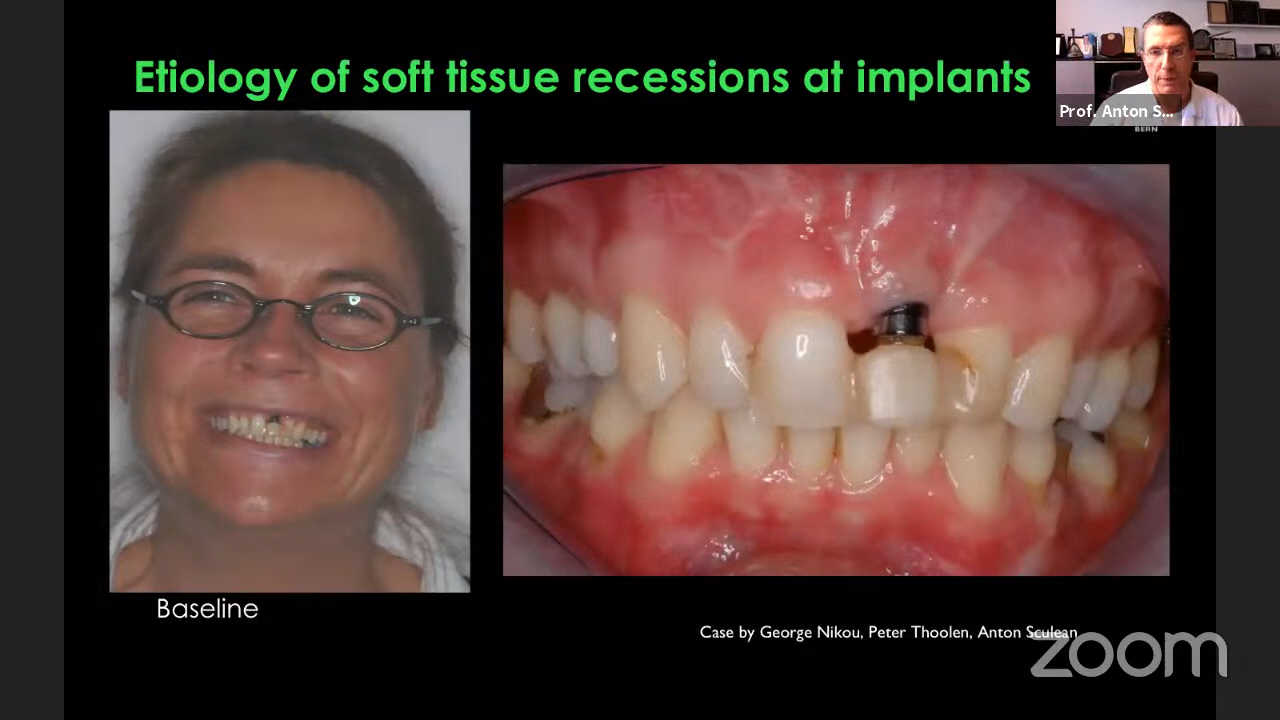 Etiology of soft tissue recessions at implants
Prof. Anton S...
BERN
Baseline
Case by George Nikou, Peter Thoolen, Anton Sculean
zoom